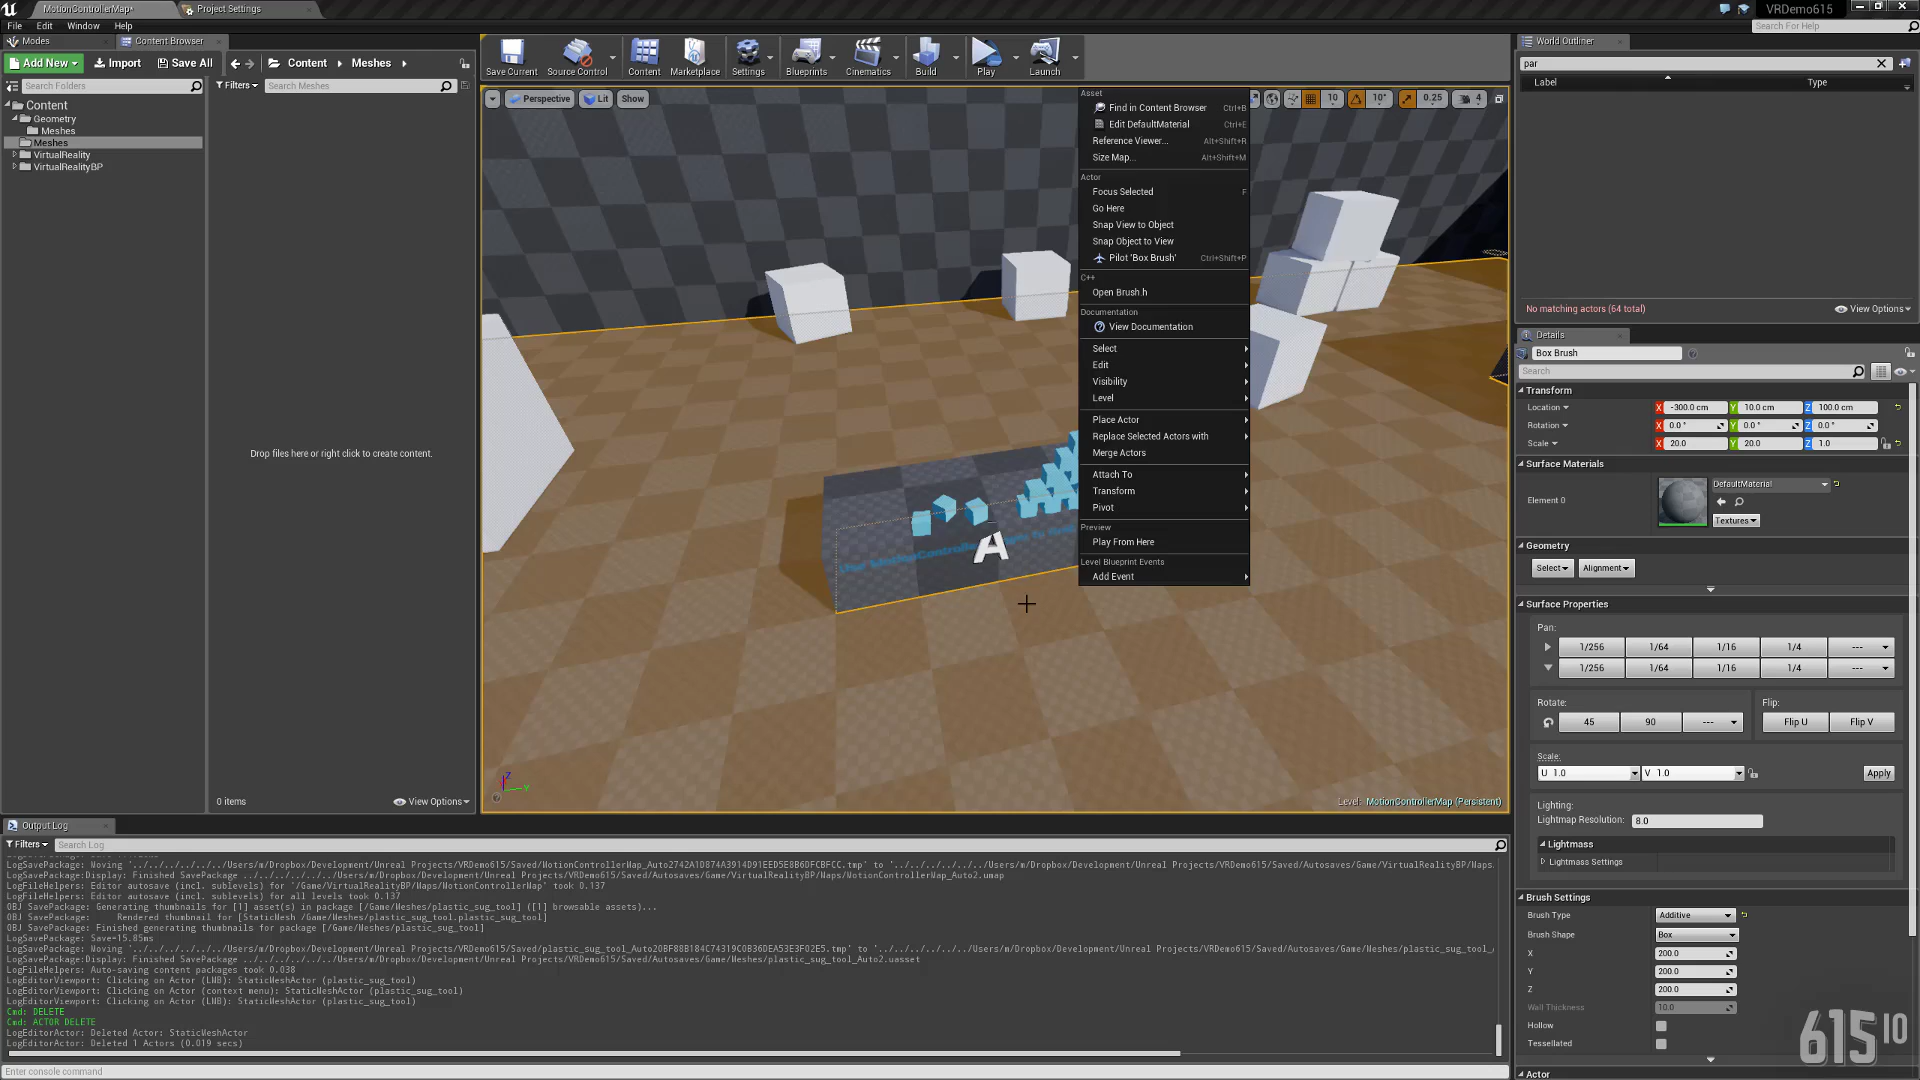 MotionControllerMap*
Project Settings
VRDemo615
File Edit Window Help
Search For Help
Modes
Content Browser
World Outliner
Add New
Import
Save All
Content
Meshes
Save Current
Source Control
Content
Marketplace
Settings
Blueprints
Cinematics
Build
Play
Launch
par
Label
Type
Search Folders
Filters
Search Meshes
Content
Geometry
Meshes
Meshes
VirtualReality
VirtualRealityBP
Drop files here or right click to create content.
0 items
View Options
Perspective
Lit
Show
10
10°
0.25
4
Asset
Find in Content Browser Ctrl+B
Edit DefaultMaterial Ctrl+E
Reference Viewer... Alt+Shift+R
Size Map... Alt+Shift+M
Actor
Focus Selected F
Go Here
Snap View to Object
Snap Object to View
Pilot 'Box Brush' Ctrl+Shift+P
C++
Open Brush.h
Documentation
View Documentation
Select
Edit
Visibility
Level
Place Actor
Replace Selected Actors with
Merge Actors
Attach To
Transform
Pivot
Preview
Play From Here
Level Blueprint Events
Add Event
A
Z
Y
Level: MotionControllerMap (Persistent)
No matching actors (64 total)
View Options
Details
Box Brush
Search
Transform
Location X -300.0 cm Y 10.0 cm Z 100.0 cm
Rotation X 0.0 ° Y 0.0 ° Z 0.0 °
Scale X 20.0 Y 20.0 Z 1.0
Surface Materials
Element 0
DefaultMaterial
Textures
Geometry
Select
Alignment
Surface Properties
Pan:
1/256 1/64 1/16 1/4 ---
1/256 1/64 1/16 1/4 ---
Rotate:
Flip:
45 90 ---
Flip U Flip V
Scale:
U 1.0 V 1.0
Apply
Lighting:
Lightmap Resolution: 8.0
Lightmass
Lightmass Settings
Brush Settings
Brush Type Additive
Brush Shape Box
X 200.0
Y 200.0
Z 200.0
Wall Thickness 10.0
Hollow
Tessellated
Actor
615 IO
Output Log
Filters
Search Log
LogFileHelpers: Editor autosave (incl. sublevels) for '/Game/VirtualRealityBP/Maps/MotionControllerMap' took 0.137
LogFileHelpers: Editor autosave (incl. sublevels) for all levels took 0.137
OBJ SavePackage: Generating thumbnails for [1] asset(s) in package [/Game/Meshes/plastic_sug_tool] ([1] browsable assets)...
OBJ SavePackage: Rendered thumbnail for [StaticMesh /Game/Meshes/plastic_sug_tool.plastic_sug_tool]
OBJ SavePackage: Finished generating thumbnails for package [/Game/Meshes/plastic_sug_tool]
LogSavePackage: Save=15.85ms
LogFileHelpers: Auto-saving content packages took 0.038
LogEditorViewport: Clicking on Actor (LMB): StaticMeshActor (plastic_sug_tool)
LogEditorViewport: Clicking on Actor (context menu): StaticMeshActor (plastic_sug_tool)
LogEditorViewport: Clicking on Actor (LMB): StaticMeshActor (plastic_sug_tool)
Cmd: DELETE
Cmd: ACTOR DELETE
LogEditorActor: Deleted Actor: StaticMeshActor
LogEditorActor: Deleted 1 Actors (0.019 secs)
Enter console command